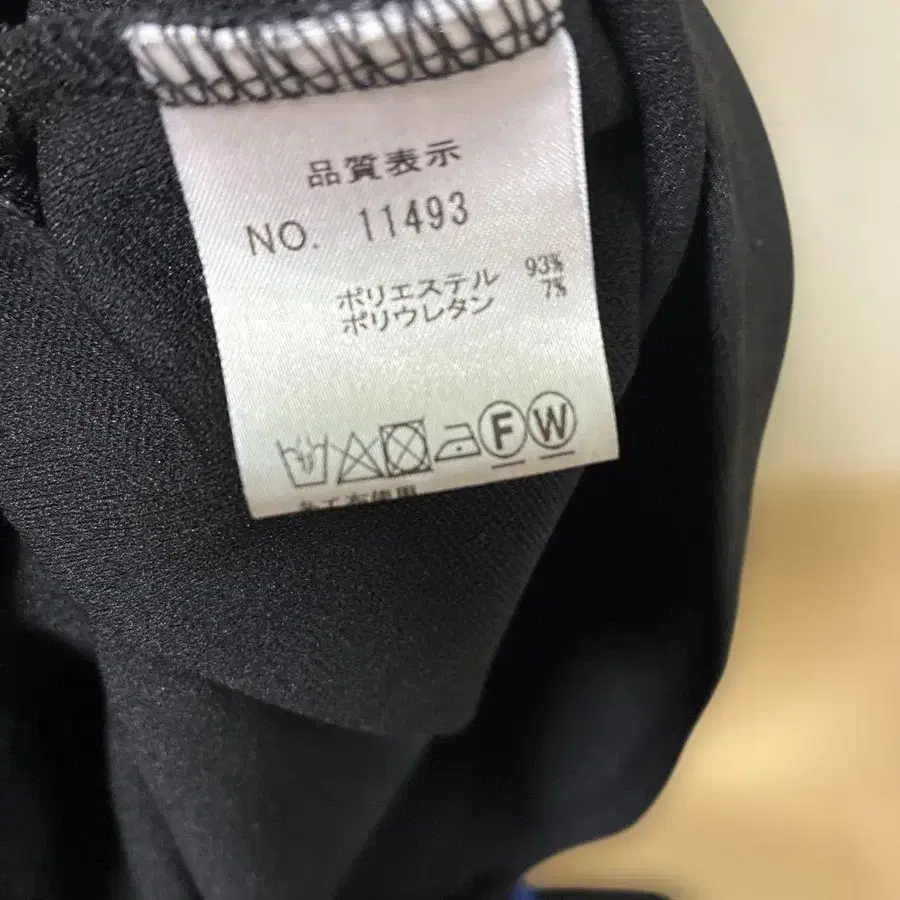 品質表示
NO. 11493
ポリエステル 93%
ポリウレタン 7%
F W